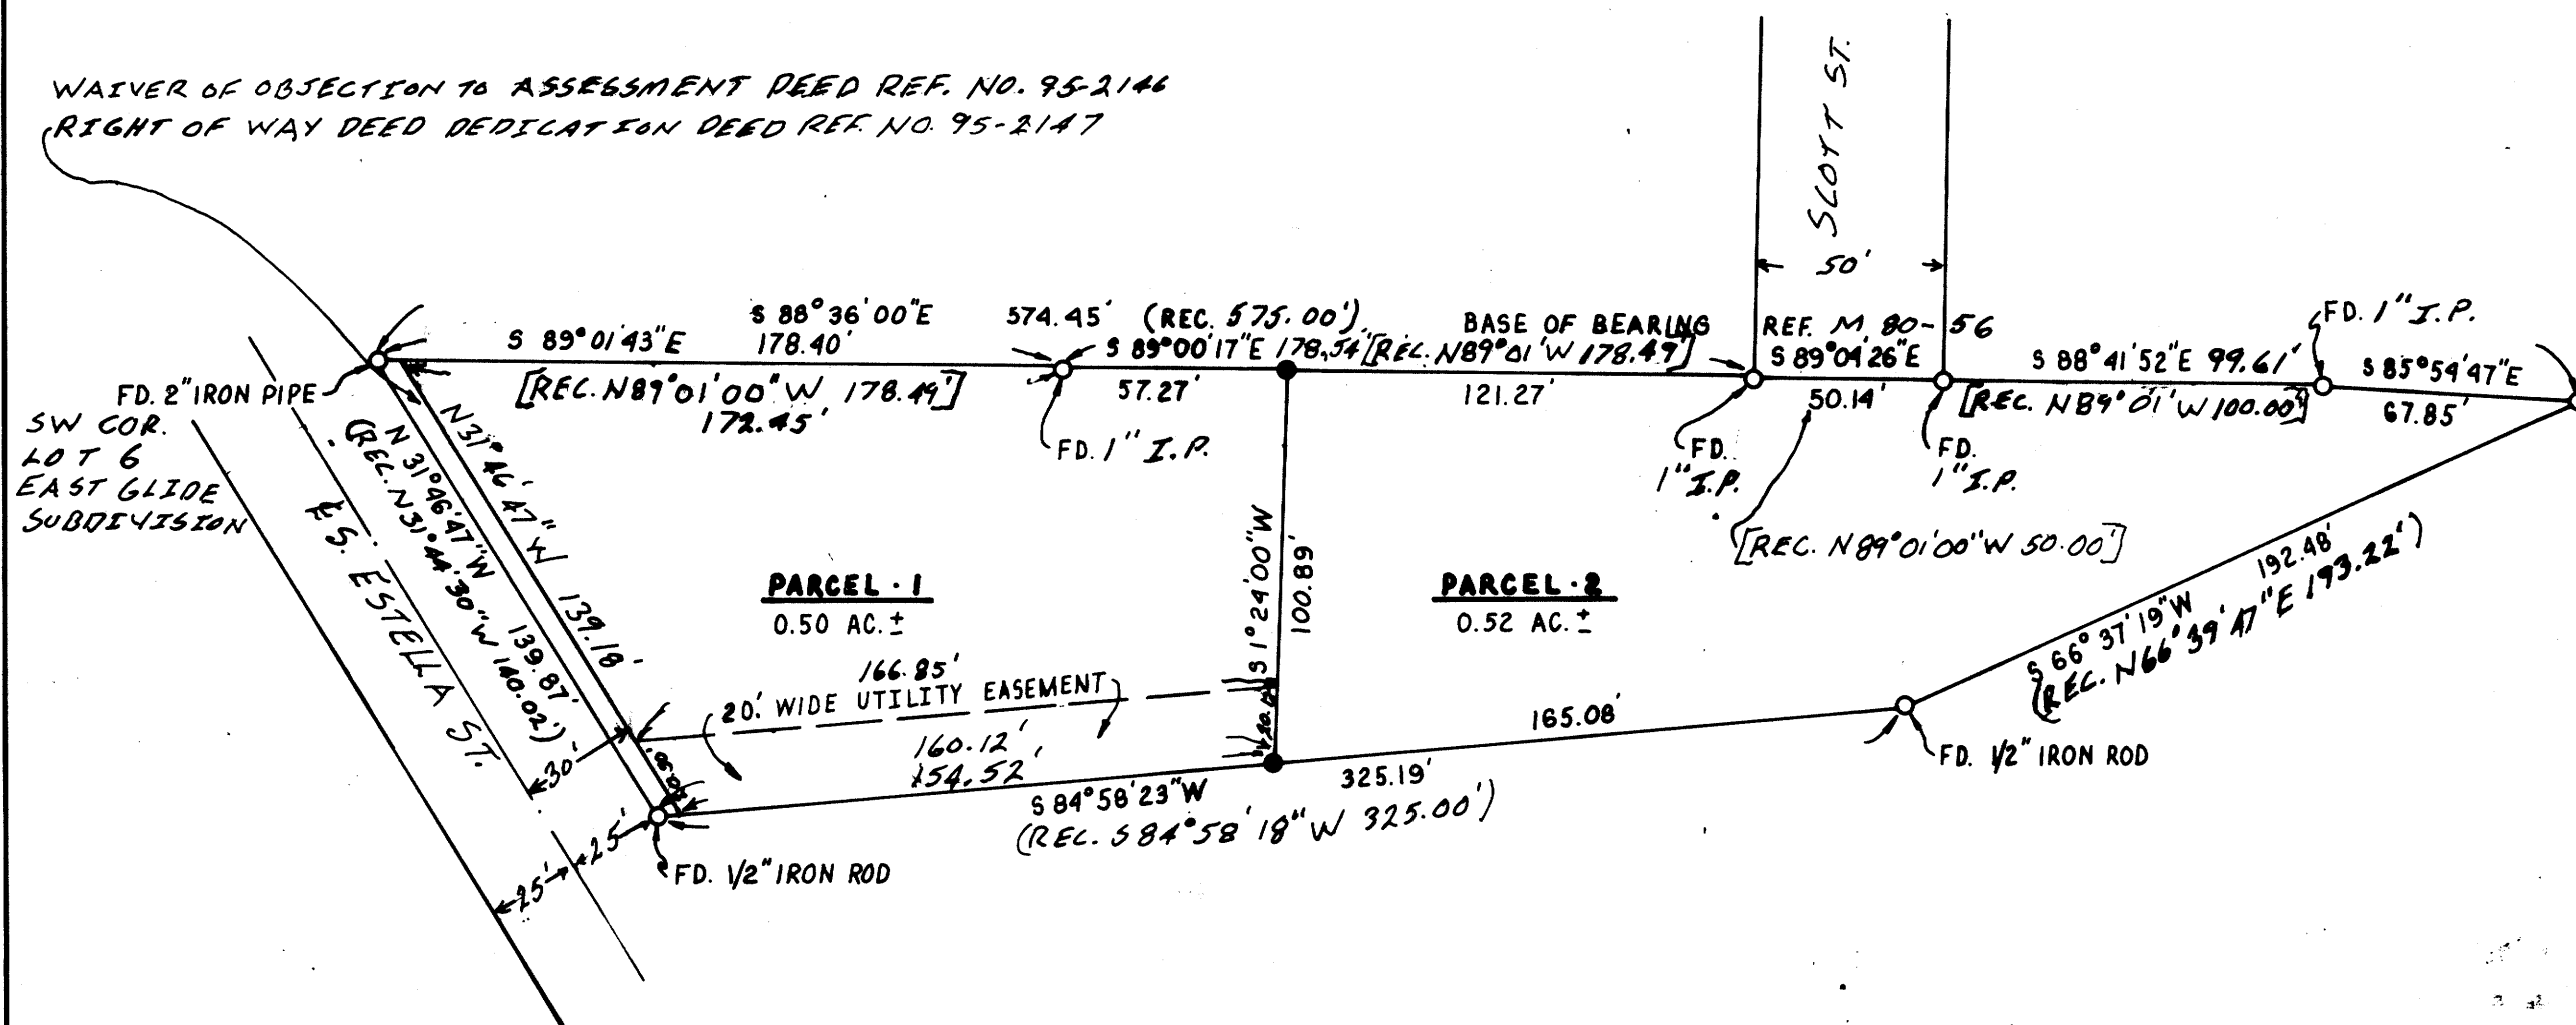 WAIVER OF OBJECTION TO ASSESSMENT DEED REF. NO. 95-2146
RIGHT OF WAY DEED DEDICATION DEED REF. NO. 95-2147
SCOTT ST.
50'
S 88°36'00"E 574.45' (REC. 575.00')
BASE OF BEARING REF. M 80-56
S 89°01'43"E 178.40'
[REC. N89°01'00"W 178.49']
172.45'
S 89°00'17"E 178.54' [REC. N89°01'W 178.49']
57.27'
121.27'
S 89°04'26"E
50.14'
[REC. N89°01'00"W 50.00']
S 88°41'52"E 99.61'
[REC. N89°01'W 100.00']
S 85°54'47"E
67.85'
FD. 1" I.P.
FD. 2" IRON PIPE
SW COR.
LOT 6
EAST GLIDE
SUBDIVISION
FD. 1" I.P.
FD.
1" I.P.
FD.
1" I.P.
℄ S. ESTELLA ST.
N 31°46'47"W 139.87'
(REC. N31°44'30"W 140.02')
N 31°46'47"W 139.18'
PARCEL · 1
0.50 AC. ±
S 1°24'00"W
100.89'
PARCEL · 2
0.52 AC. ±
166.85'
20' WIDE UTILITY EASEMENT
160.12'
154.52'
165.08'
S 84°58'23"W 325.19'
(REC. S84°58'18"W 325.00')
S 66°37'19"W 192.48'
(REC. N66°39'47"E 193.22')
FD. 1/2" IRON ROD
30'
25'
25'
FD. 1/2" IRON ROD